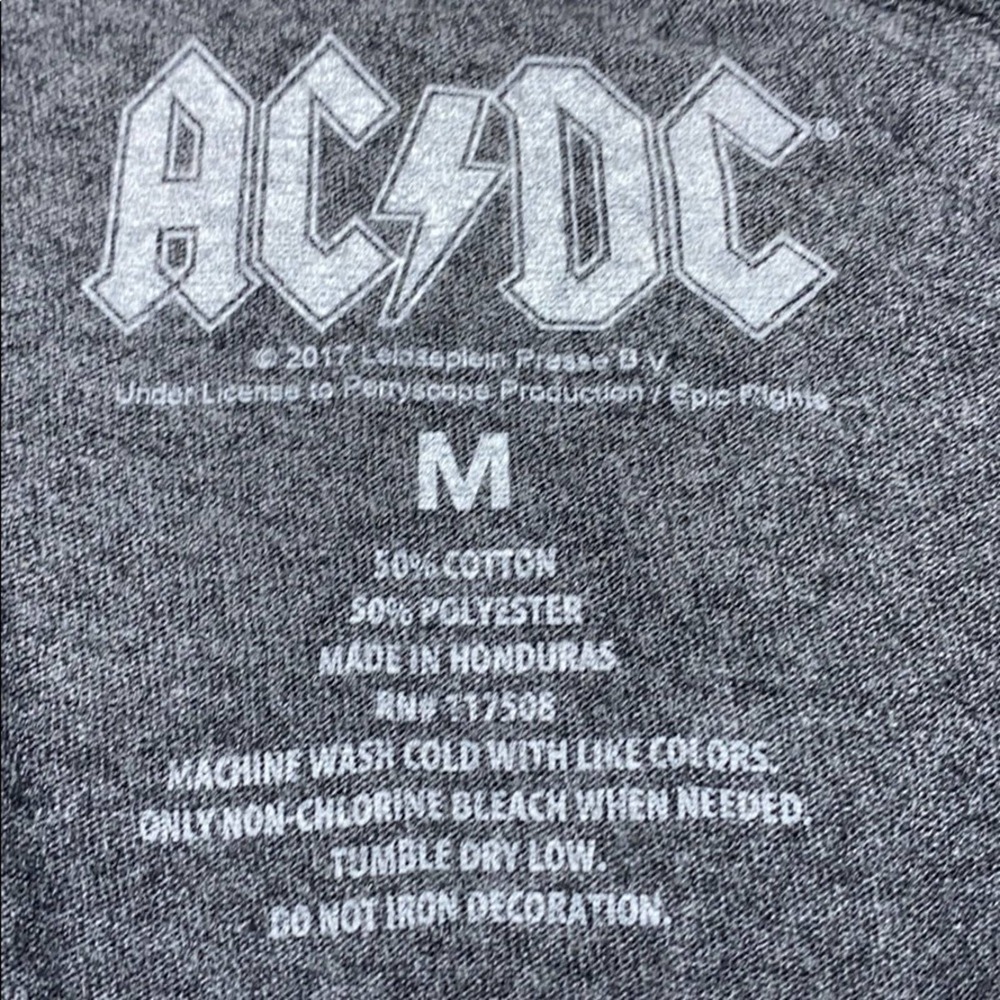 AC⚡DC®
© 2017 Leidseplein Presse B.V.
Under License to Perryscope Production / Epic Rights
M
50% COTTON
50% POLYESTER
MADE IN HONDURAS
RN# 117508
MACHINE WASH COLD WITH LIKE COLORS.
ONLY NON-CHLORINE BLEACH WHEN NEEDED.
TUMBLE DRY LOW.
DO NOT IRON DECORATION.